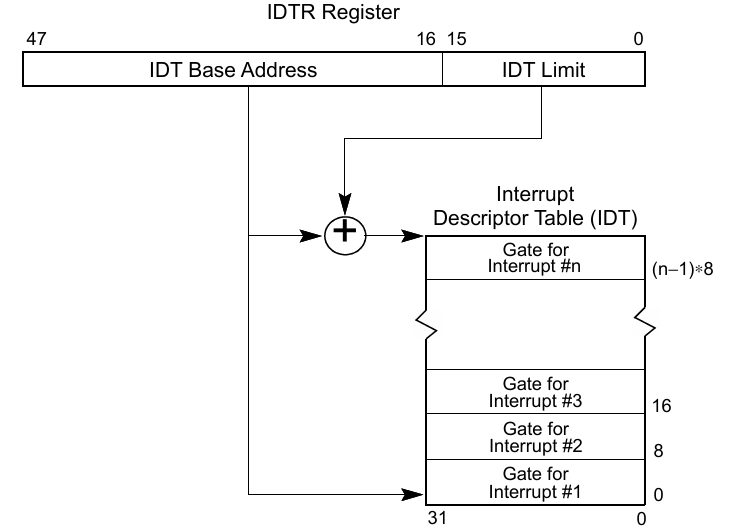 IDTR Register
47 16 15 0
IDT Base Address IDT Limit
+
Interrupt
Descriptor Table (IDT)
Gate for
Interrupt #n
(n−1)*8
Gate for
Interrupt #3
16
Gate for
Interrupt #2
8
Gate for
Interrupt #1
0
31 0